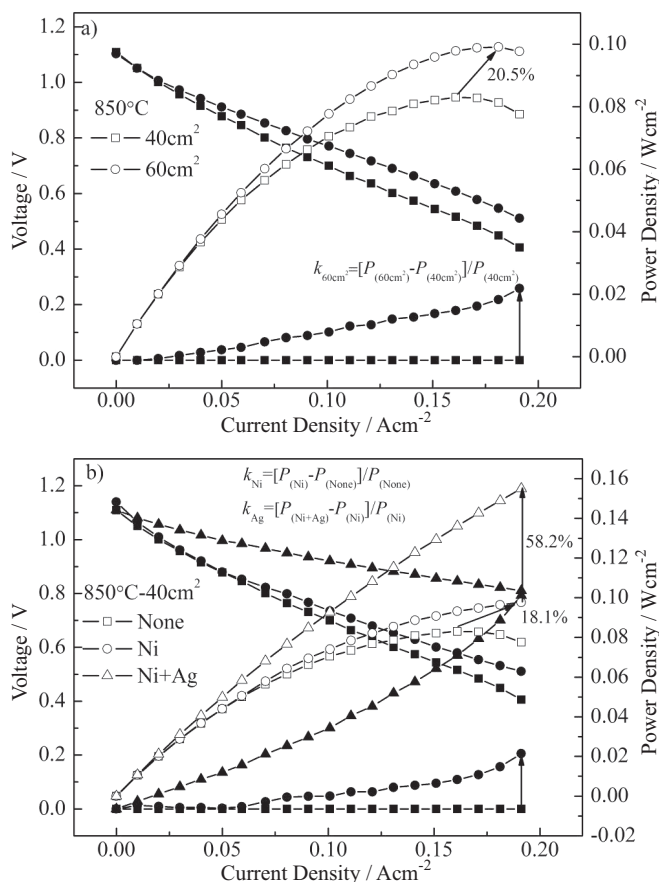 a)
1.2
1.0
0.8
0.6
0.4
0.2
0.0
Voltage / V
0.10
0.08
0.06
0.04
0.02
0.00
Power Density / Wcm⁻²
20.5%
850°C
40cm²
60cm²
k₆₀cm²=[P(60cm²)-P(40cm²)]/P(40cm²)
0.00 0.05 0.10 0.15 0.20
Current Density / Acm⁻²
b)
1.2
1.0
0.8
0.6
0.4
0.2
0.0
Voltage / V
0.16
0.14
0.12
0.10
0.08
0.06
0.04
0.02
0.00
-0.02
Power Density / Wcm⁻²
kNi=[P(Ni)-P(None)]/P(None)
kAg=[P(Ni+Ag)-P(Ni)]/P(Ni)
58.2%
18.1%
850°C-40cm²
None
Ni
Ni+Ag
0.00 0.05 0.10 0.15 0.20
Current Density / Acm⁻²